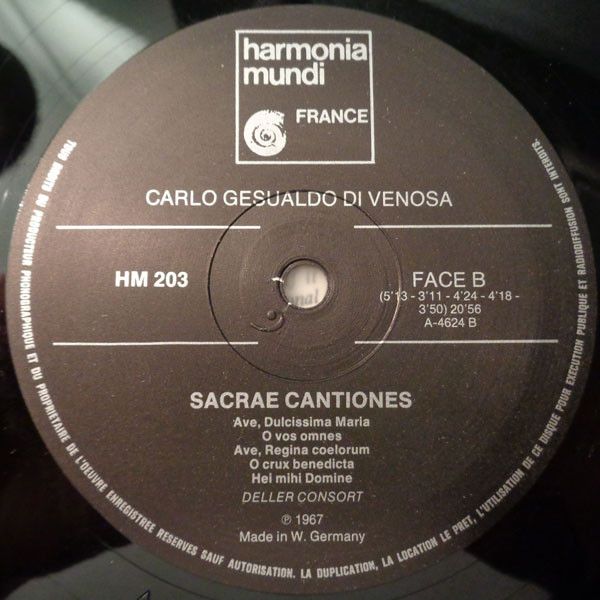 harmonia
mundi
FRANCE
CARLO GESUALDO DI VENOSA
HM 203
FACE B
(5'13 - 3'11 - 4'24 - 4'18 -
3'50) 20'56
A-4624 B
SACRAE CANTIONES
Ave, Dulcissima Maria
O vos omnes
Ave, Regina coelorum
O crux benedicta
Hei mihi Domine
DELLER CONSORT
℗ 1967
Made in W. Germany
TOUS DROITS DU PRODUCTEUR PHONOGRAPHIQUE ET DU PROPRIETAIRE DE L'OEUVRE ENREGISTREE RESERVES SAUF AUTORISATION. LA DUPLICATION, LA LOCATION LE PRET, L'UTILISATION DE CE DISQUE POUR EXECUTION PUBLIQUE ET RADIODIFFUSION SONT INTERDITS.